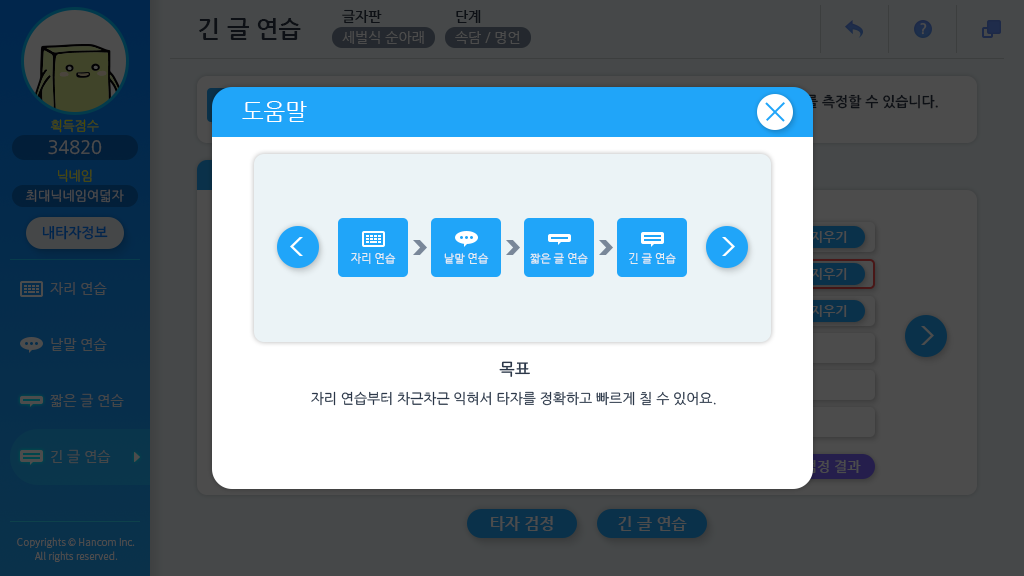 긴 글 연습
글자판
단계
세벌식 순아래
속담 / 명언
획득점수
34820
닉네임
최대닉네임여덟자
내타자정보
자리 연습
낱말 연습
짧은 글 연습
긴 글 연습
Copyrights © Hancom Inc.
All rights reserved.
측정할 수 있습니다.
도움말
자리 연습
낱말 연습
짧은 글 연습
긴 글 연습
목표
자리 연습부터 차근차근 익혀서 타자를 정확하고 빠르게 칠 수 있어요.
지우기
지우기
지우기
결과
타자 검정
긴 글 연습